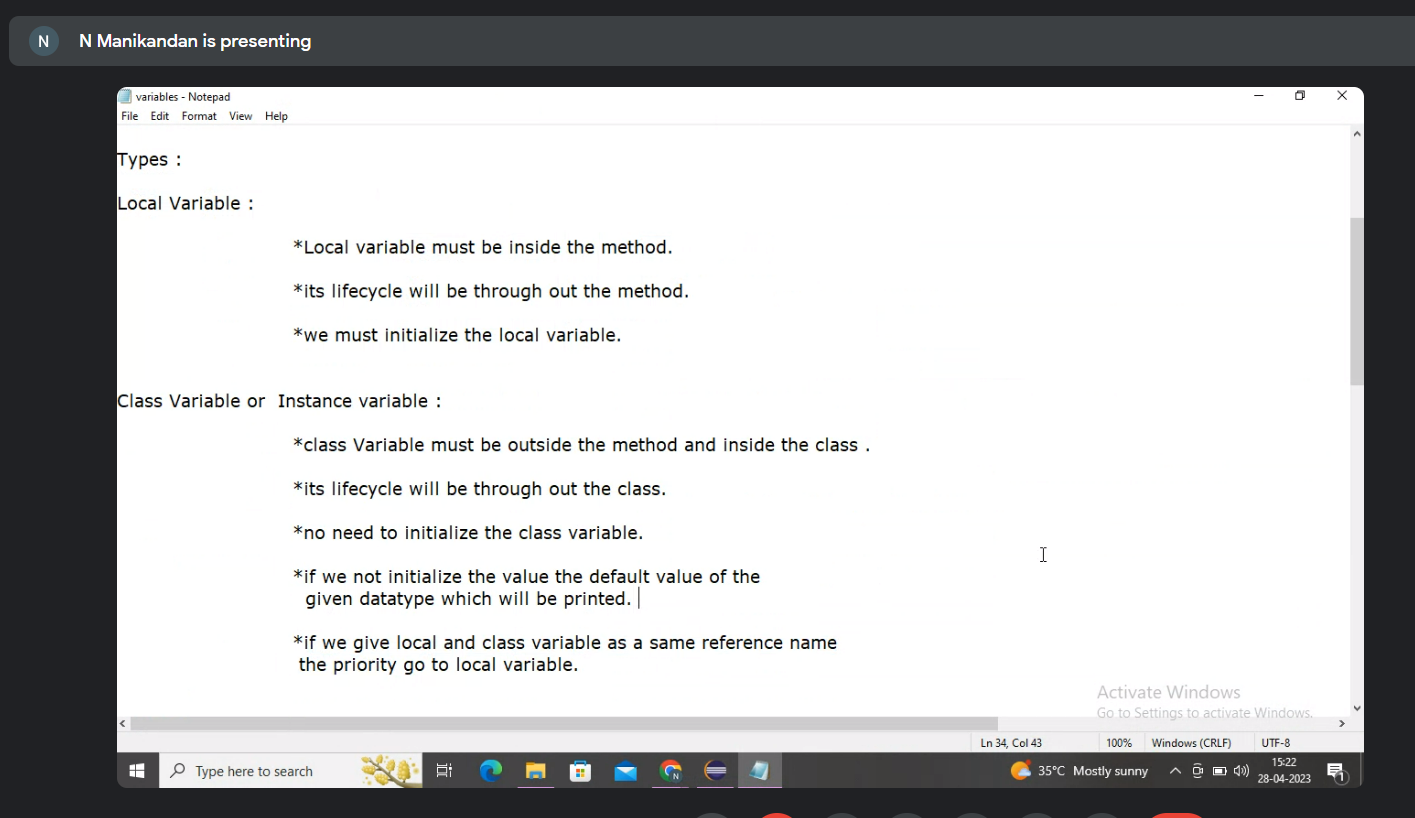 N
N Manikandan is presenting
variables - Notepad
File Edit Format View Help
Types :
Local Variable :
*Local variable must be inside the method.
*its lifecycle will be through out the method.
*we must initialize the local variable.
Class Variable or Instance variable :
*class Variable must be outside the method and inside the class .
*its lifecycle will be through out the class.
*no need to initialize the class variable.
*if we not initialize the value the default value of the
given datatype which will be printed.
*if we give local and class variable as a same reference name
the priority go to local variable.
Activate Windows
Go to Settings to activate Windows.
Ln 34, Col 43 100% Windows (CRLF) UTF-8
Type here to search N 35°C Mostly sunny 15:22
28-04-2023 1